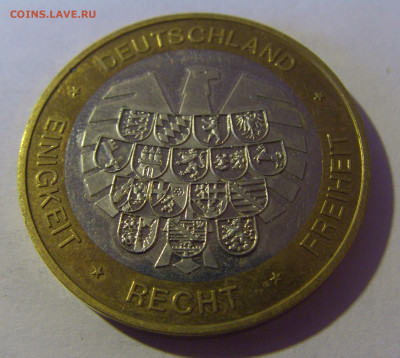 COINS.LAVE.RU
DEUTSCHLAND
EINIGKEIT
RECHT
FREIHEIT